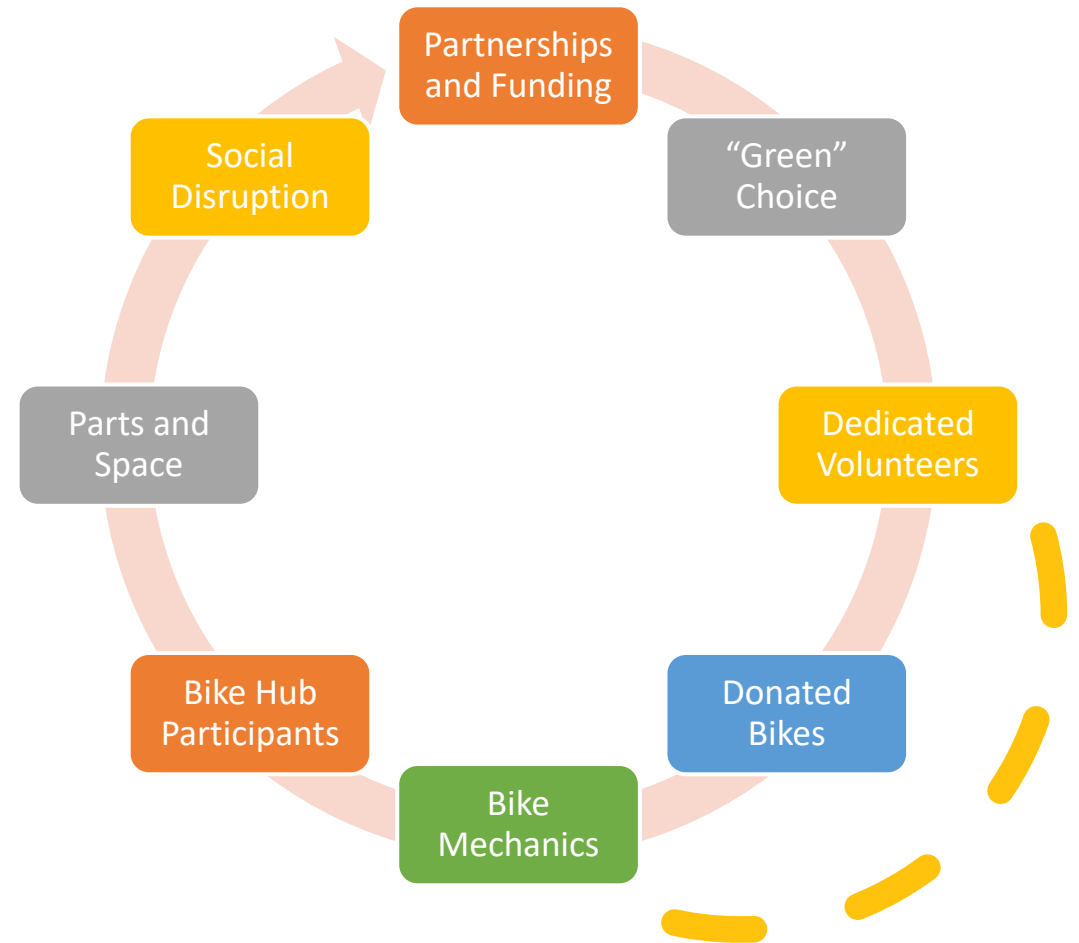 Partnerships
and Funding
“Green”
Choice
Dedicated
Volunteers
Donated
Bikes
Bike
Mechanics
Bike Hub
Participants
Parts and
Space
Social
Disruption